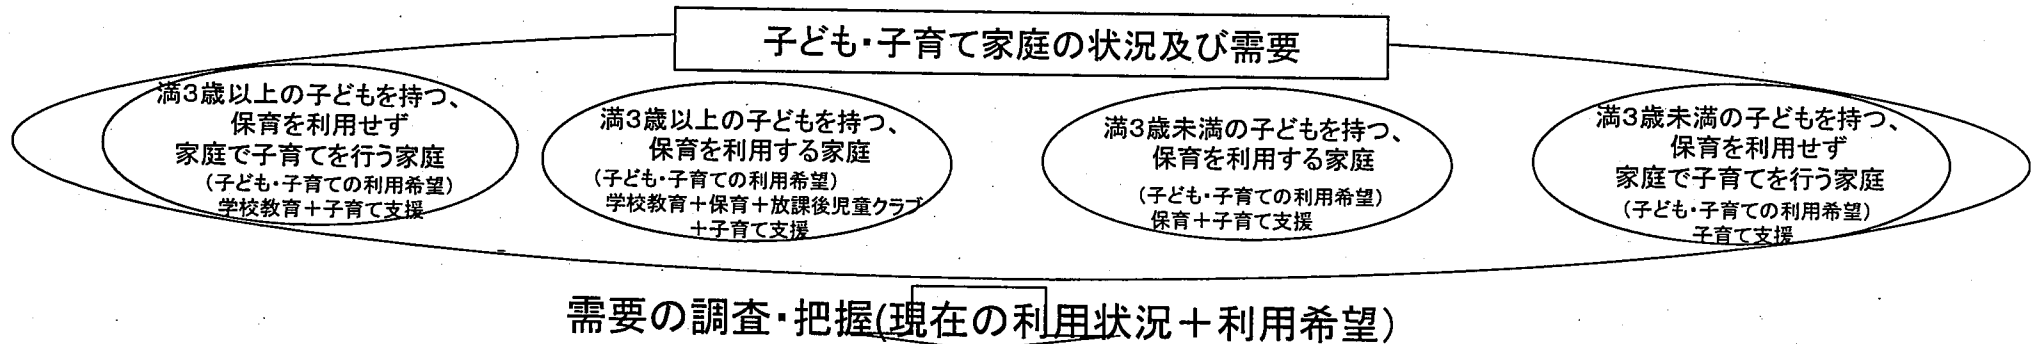 子ども・子育て家庭の状況及び需要
満3歳以上の子どもを持つ、
保育を利用せず
家庭で子育てを行う家庭
(子ども・子育ての利用希望)
学校教育+子育て支援
満3歳以上の子どもを持つ、
保育を利用する家庭
(子ども・子育ての利用希望)
学校教育+保育+放課後児童クラブ
+子育て支援
満3歳未満の子どもを持つ、
保育を利用する家庭
(子ども・子育ての利用希望)
保育+子育て支援
満3歳未満の子どもを持つ、
保育を利用せず
家庭で子育てを行う家庭
(子ども・子育ての利用希望)
子育て支援
需要の調査・把握(現在の利用状況+利用希望)